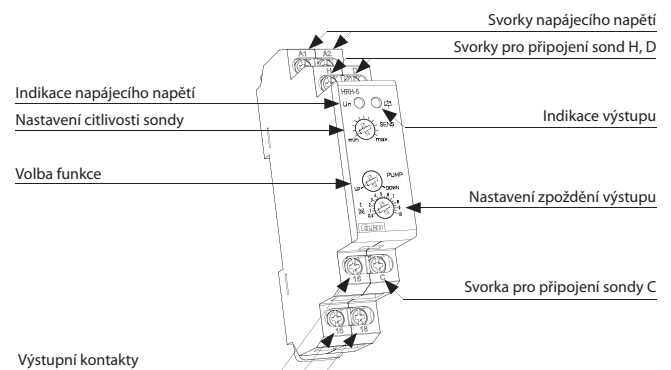 Svorky napájecího napětí
A1 A2
Svorky pro připojení sond H, D
H D
HRH-5
Indikace napájecího napětí
Un
Indikace výstupu
Nastavení citlivosti sondy
SENS
min max
Volba funkce
PUMP
UP DOWN
Nastavení zpoždění výstupu
Svorka pro připojení sondy C
16 C
15 18
Výstupní kontakty